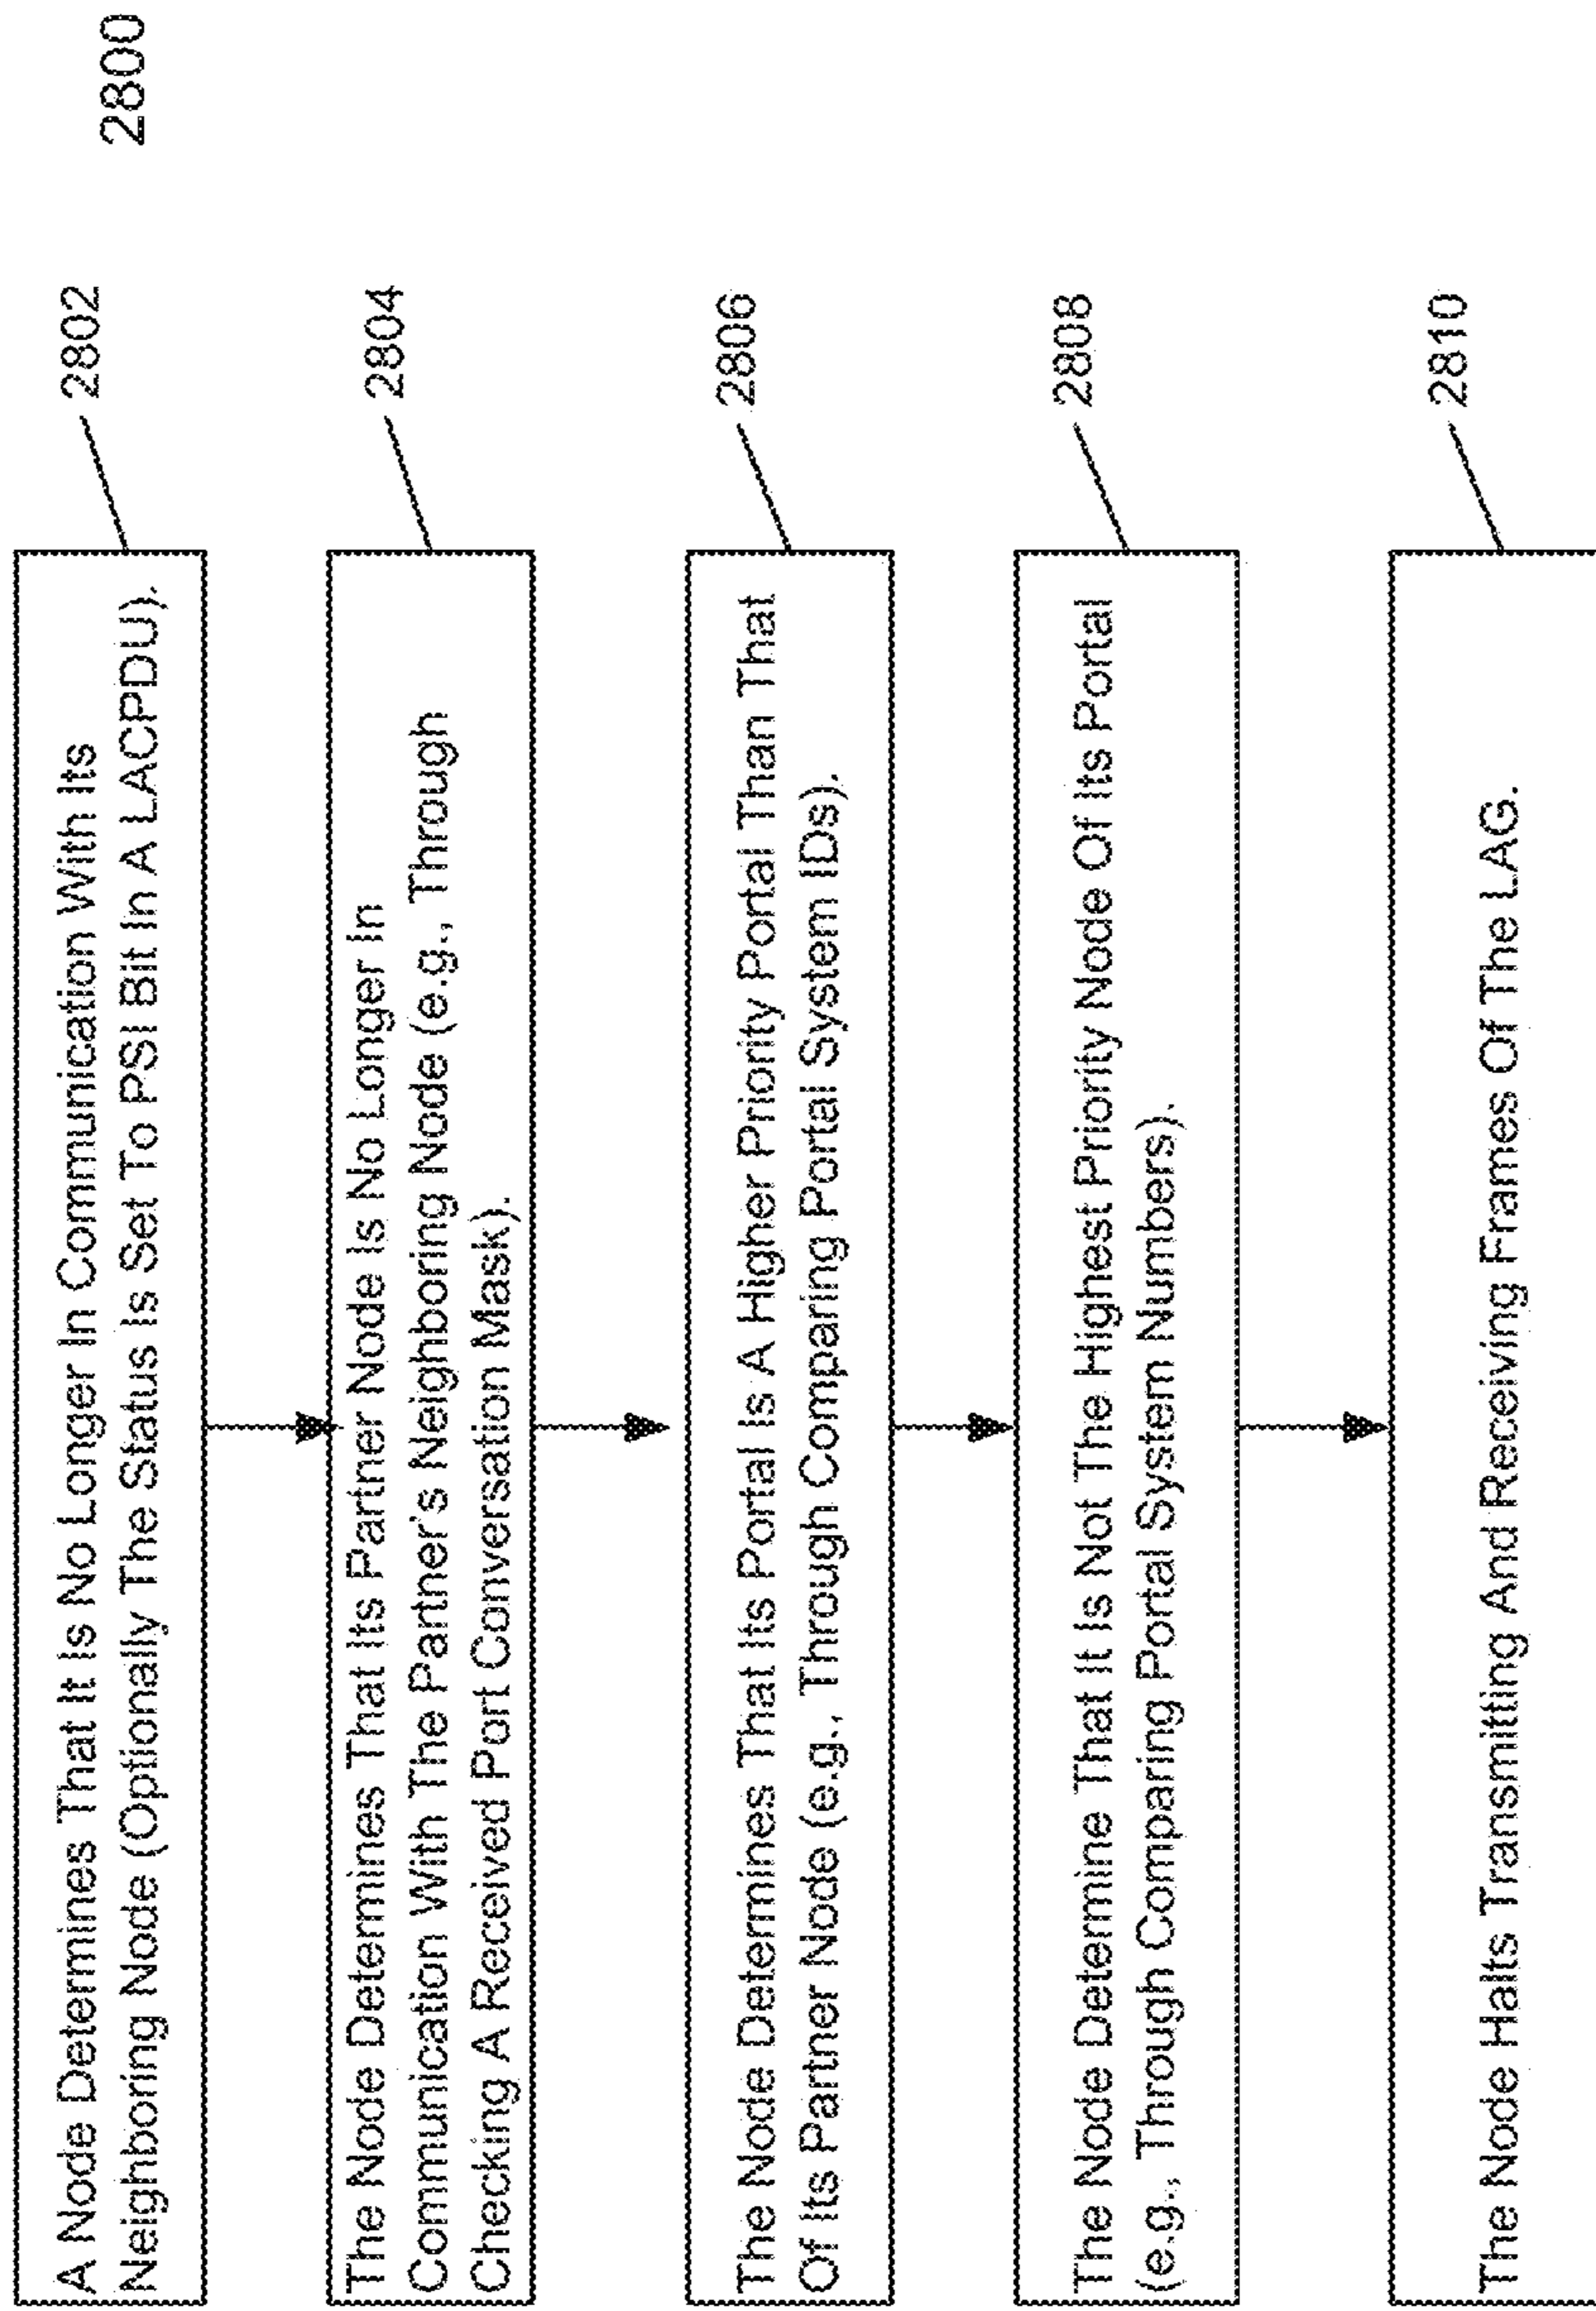 2800
A Node Determines That It Is No Longer In Communication With Its
Neighboring Node (Optionally The Status Is Set To PSI Bit In A LACPDU).
2802
The Node Determines That Its Partner Node Is No Longer In
Communication With The Partner's Neighboring Node (e.g., Through
Checking A Received Port Conversation Mask).
2804
The Node Determines That Its Portal Is A Higher Priority Portal Than That
Of Its Partner Node (e.g., Through Comparing Portal System IDs).
2806
The Node Determine That It Is Not The Highest Priority Node Of Its Portal
(e.g., Through Comparing Portal System Numbers).
2808
The Node Halts Transmitting And Receiving Frames Of The LAG.
2810